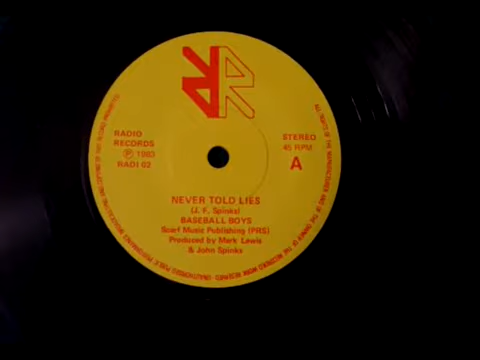 RADIO
RECORDS
Ⓟ 1983
RADI 02
STEREO
45 RPM
A
NEVER TOLD LIES
(J. F. Spinks)
BASEBALL BOYS
Scarf Music Publishing (PRS)
Produced by Mark Lewis
& John Spinks